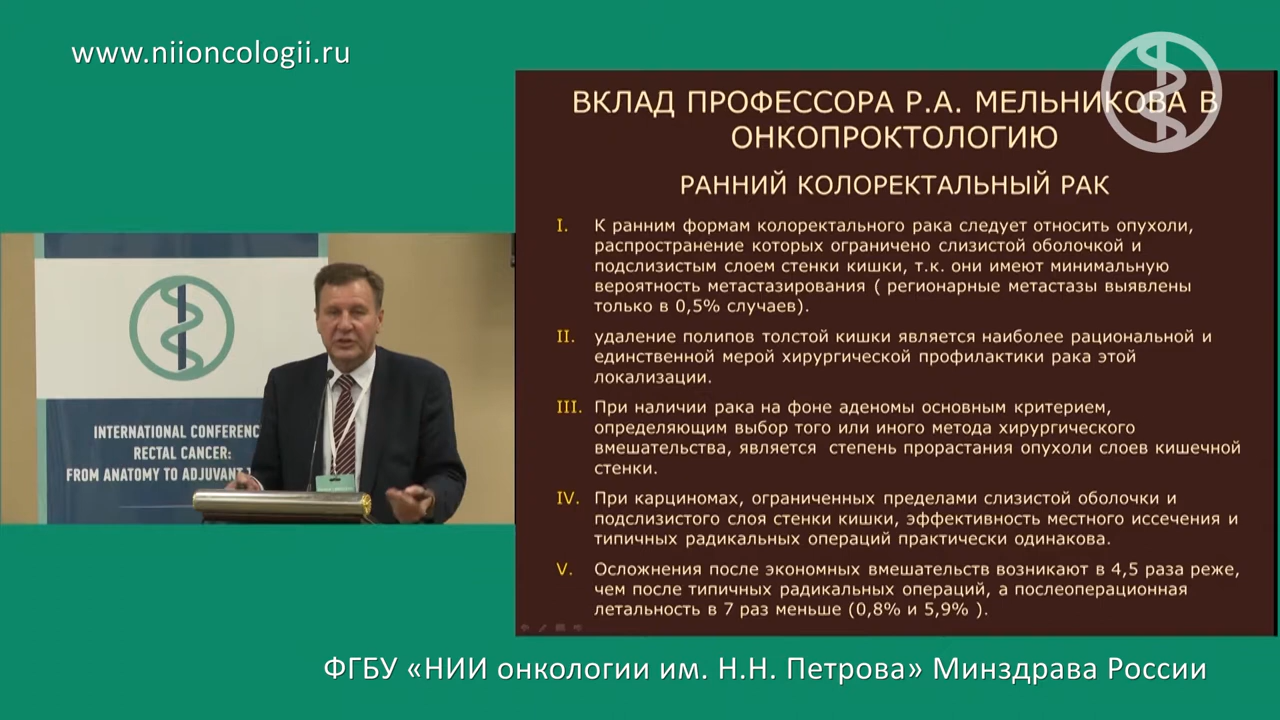 www.niioncologii.ru
ВКЛАД ПРОФЕССОРА Р.А. МЕЛЬНИКОВА В
ОНКОПРОКТОЛОГИЮ
РАННИЙ КОЛОРЕКТАЛЬНЫЙ РАК
I. К ранним формам колоректального рака следует относить опухоли,
распространение которых ограничено слизистой оболочкой и
подслизистым слоем стенки кишки, т.к. они имеют минимальную
вероятность метастазирования ( регионарные метастазы выявлены
только в 0,5% случаев).
II. удаление полипов толстой кишки является наиболее рациональной и
единственной мерой хирургической профилактики рака этой
локализации.
III. При наличии рака на фоне аденомы основным критерием,
определяющим выбор того или иного метода хирургического
вмешательства, является степень прорастания опухоли слоев кишечной
стенки.
IV. При карциномах, ограниченных пределами слизистой оболочки и
подслизистого слоя стенки кишки, эффективность местного иссечения и
типичных радикальных операций практически одинакова.
V. Осложнения после экономных вмешательств возникают в 4,5 раза реже,
чем после типичных радикальных операций, а послеоперационная
летальность в 7 раз меньше (0,8% и 5,9% ).
INTERNATIONAL CONFERENC
RECTAL CANCER:
FROM ANATOMY TO ADJUVANT
ФГБУ «НИИ онкологии им. Н.Н. Петрова» Минздрава России